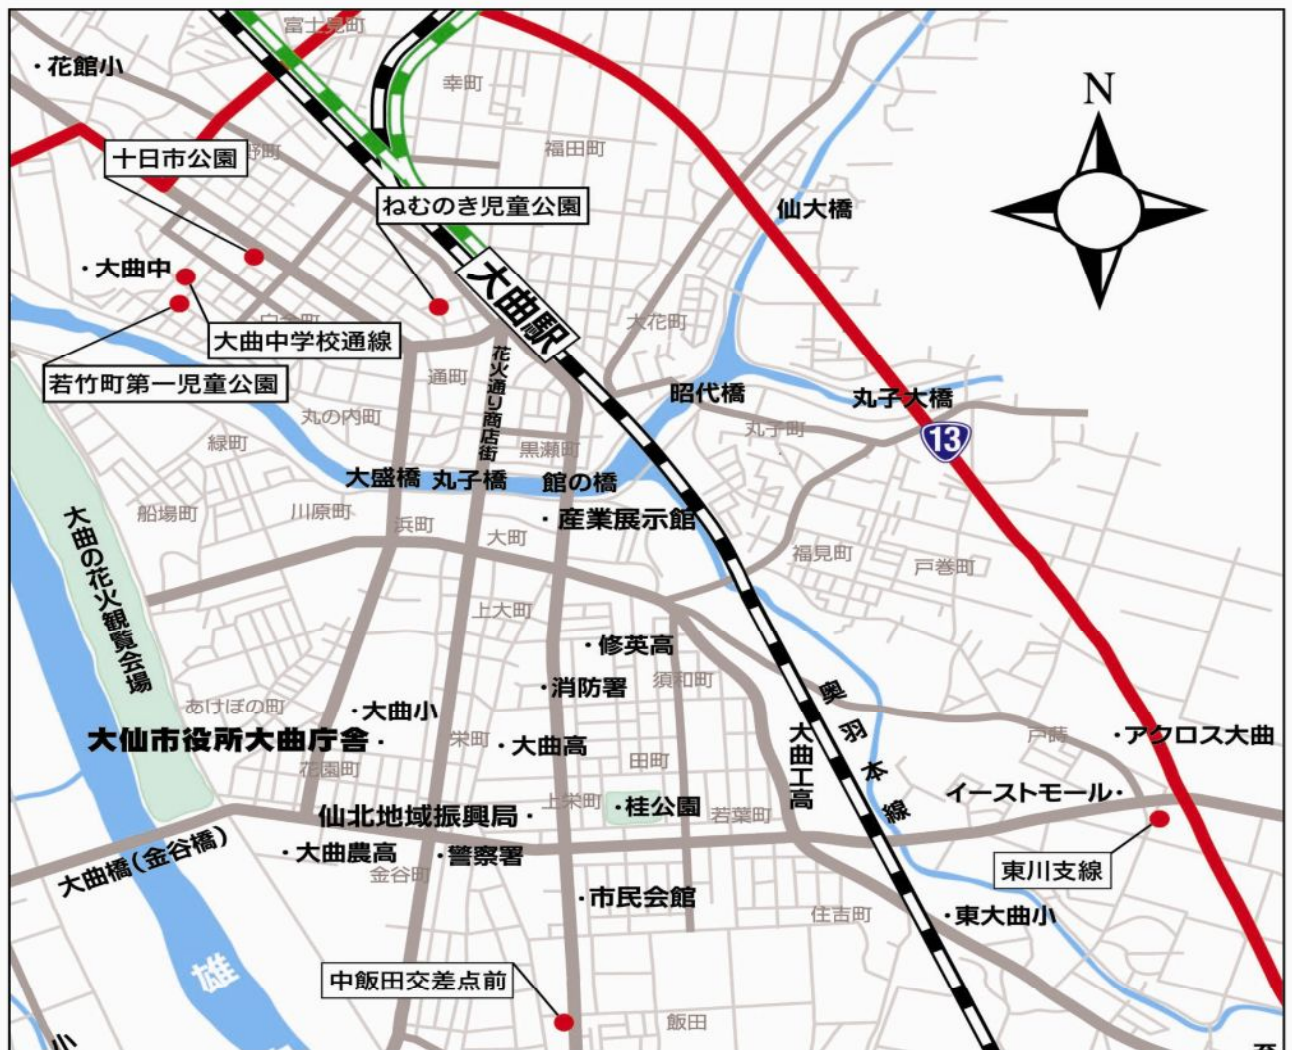 富士見町
・花館小
幸町
N
十日市公園
野町
福田町
ねむのき児童公園
仙大橋
・大曲中
大曲駅
大花町
大曲中学校通線
花火通り商店街
若竹町第一児童公園
通町
昭代橋
丸子大橋
丸の内町
丸子町
13
緑町
黒瀬町
大盛橋
丸子橋
館の橋
船場町
川原町
浜町
・産業展示館
大町
大曲の花火観覧会場
福見町
戸巻町
上大町
・修英高
・消防署
須和町
奥羽本線
あけぼの町
・大曲小
大仙市役所大曲庁舎・
栄町
・大曲高
大曲工高
戸蒔
・アクロス大曲
花園町
田町
イーストモール・
上栄町
・桂公園
若葉町
仙北地域振興局・
大曲橋(金谷橋)
・大曲農高
・警察署
金谷町
東川支線
・市民会館
住吉町
・東大曲小
雄
中飯田交差点前
飯田
小